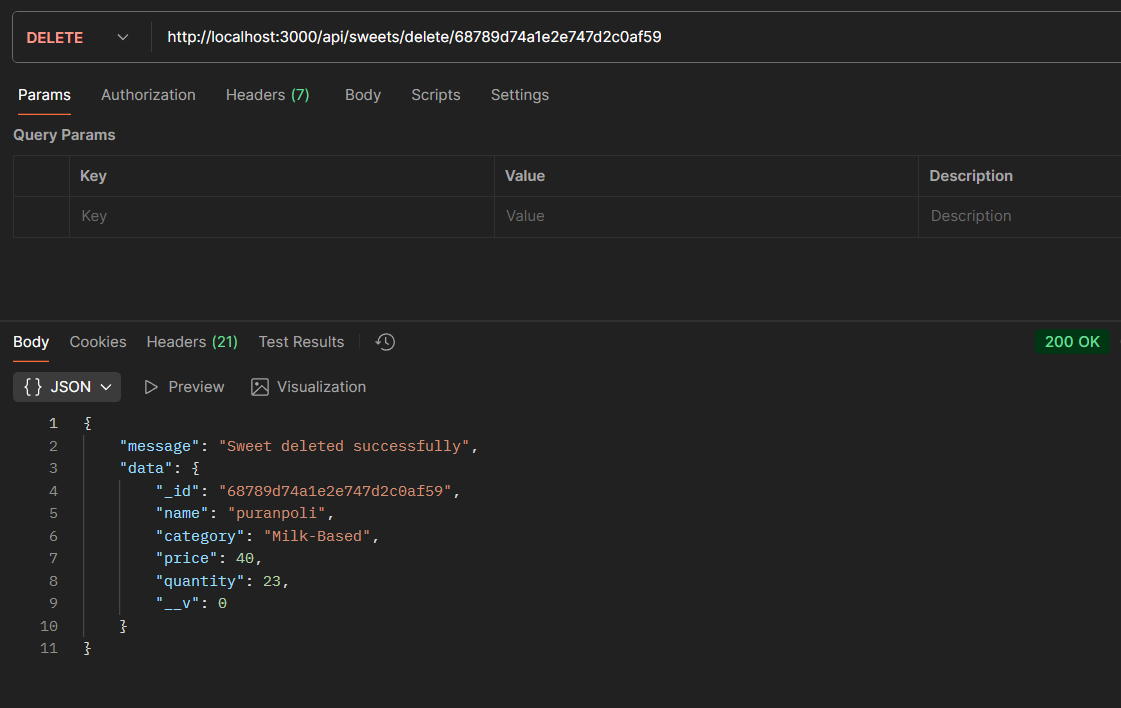 DELETE http://localhost:3000/api/sweets/delete/68789d74a1e2e747d2c0af59
Params Authorization Headers (7) Body Scripts Settings
Query Params
Key Value Description
Key Value Description
Body Cookies Headers (21) Test Results 200 OK
{} JSON Preview Visualization
1 {
2 "message": "Sweet deleted successfully",
3 "data": {
4 "_id": "68789d74a1e2e747d2c0af59",
5 "name": "puranpoli",
6 "category": "Milk-Based",
7 "price": 40,
8 "quantity": 23,
9 "__v": 0
10 }
11 }